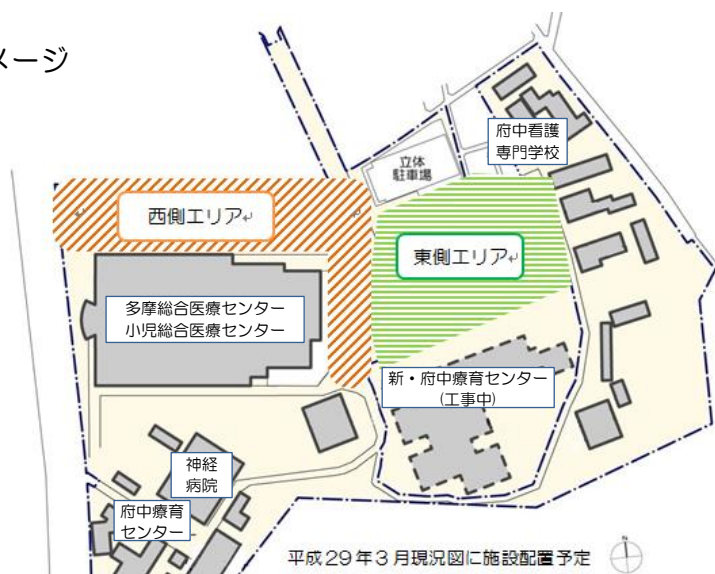 メージ
府中看護
専門学校
立体
駐車場
西側エリア↵
東側エリア↵
多摩総合医療センター
小児総合医療センター
新・府中療育センター
(工事中)
神経
病院
府中療育
センター
平成29年3月現況図に施設配置予定
N